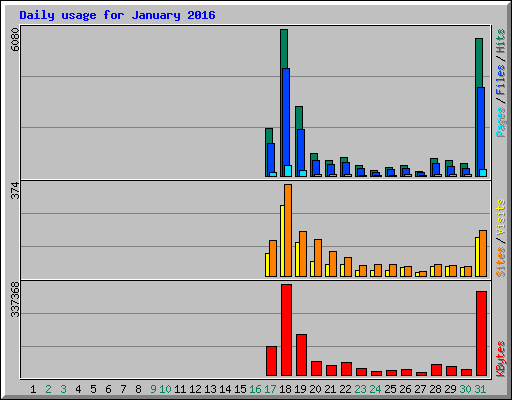 Daily usage for January 2016
6080
374
337368
Pages/Files/Hits
Sites/Visits
KBytes
1 2 3 4 5 6 7 8 9 10 11 12 13 14 15 16 17 18 19 20 21 22 23 24 25 26 27 28 29 30 31